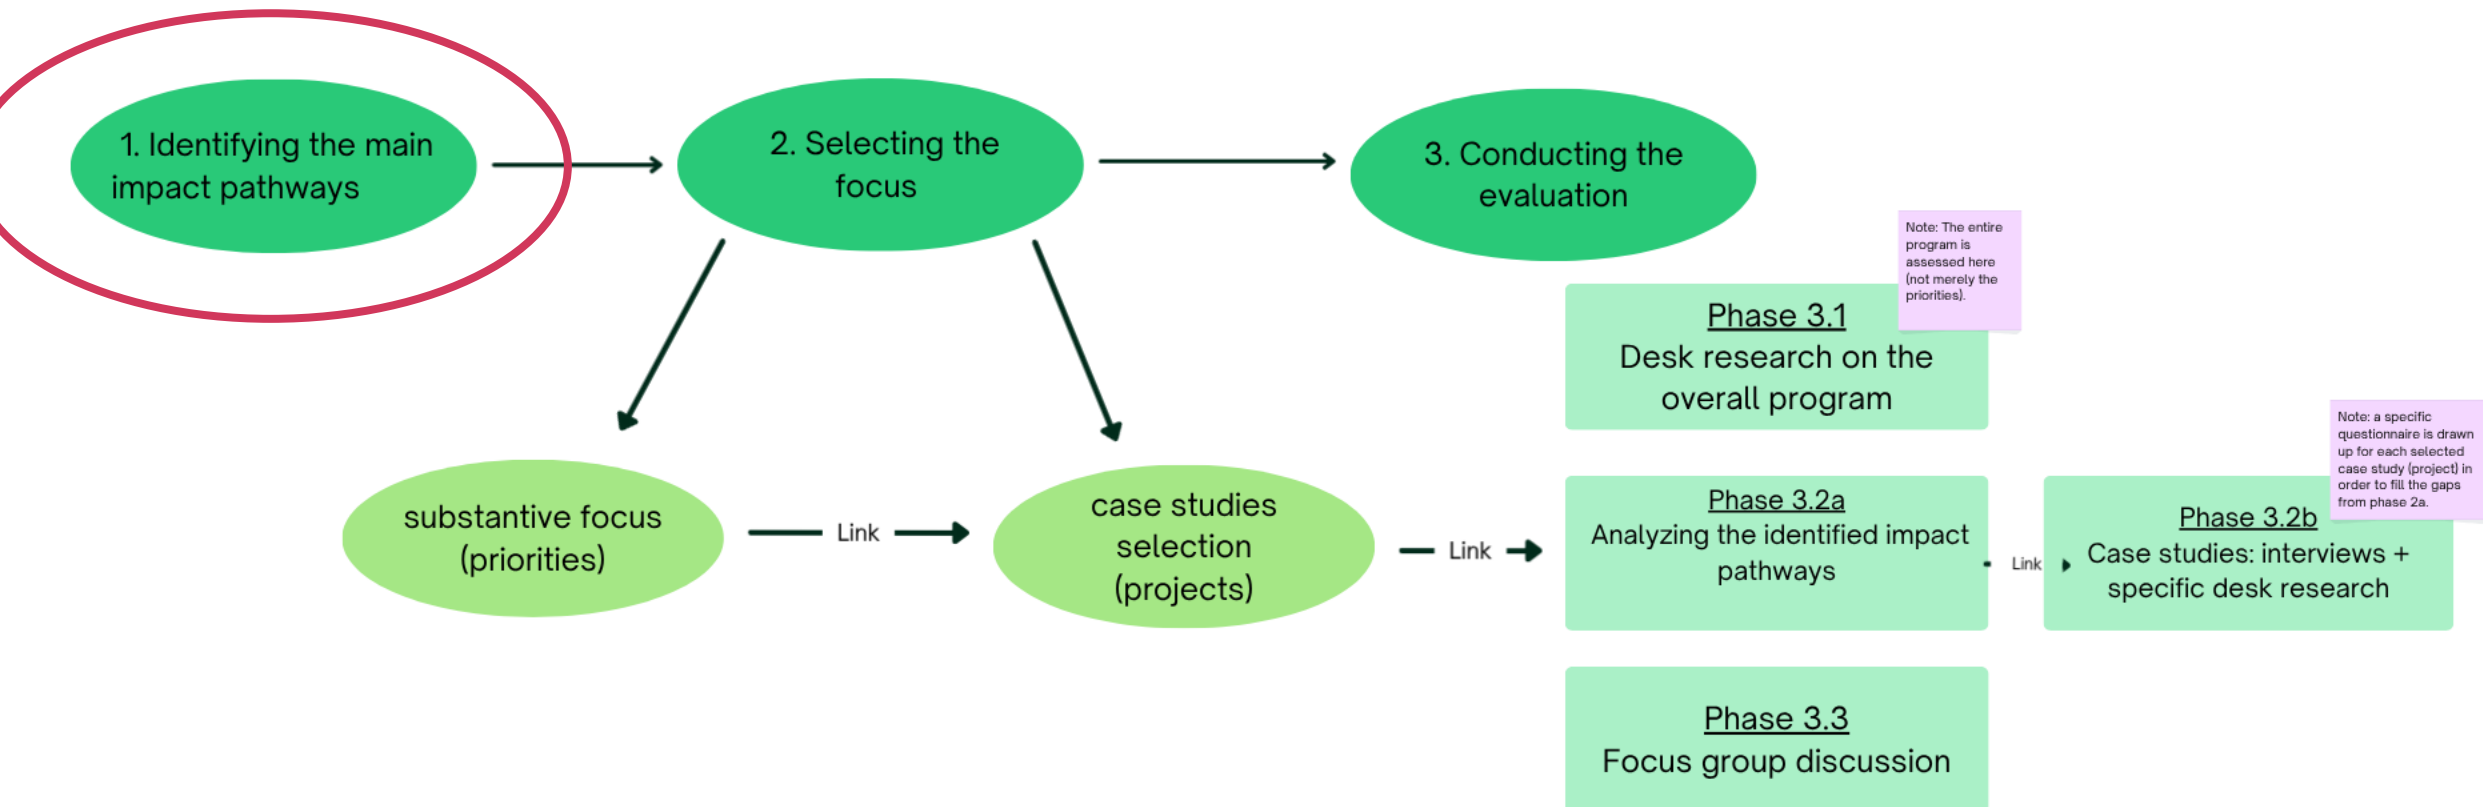 1. Identifying the main
impact pathways
2. Selecting the
focus
3. Conducting the
evaluation
Note: The entire
program is
assessed here
(not merely the
priorities).
Phase 3.1
Desk research on the
overall program
substantive focus
(priorities)
Link
case studies
selection
(projects)
Link
Phase 3.2a
Analyzing the identified impact
pathways
Link
Note: a specific
questionnaire is drawn
up for each selected
case study (project) in
order to fill the gaps
from phase 2a.
Phase 3.2b
Case studies: interviews +
specific desk research
Phase 3.3
Focus group discussion